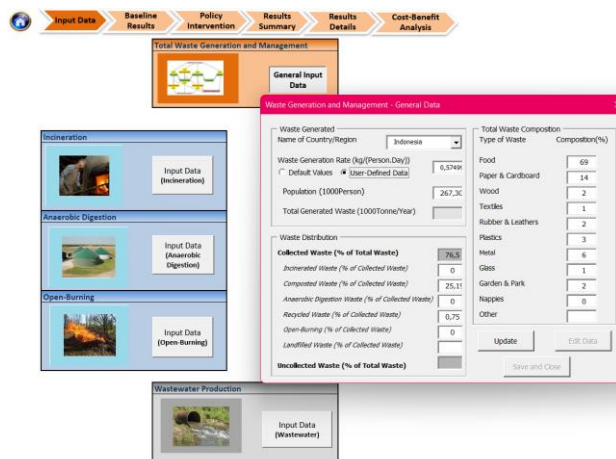 Input Data
Baseline Results
Policy Intervention
Results Summary
Results Details
Cost-Benefit Analysis
Total Waste Generation and Management
General Input Data
Incineration
Input Data
(Incineration)
Anaerobic Digestion
Input Data
(Anaerobic Digestion)
Open-Burning
Input Data
(Open-Burning)
Wastewater Production
Input Data
(Wastewater)
Waste Generation and Management - General Data
Waste Generated
Name of Country/Region Indonesia
Waste Generation Rate (kg/(Person.Day))
Default Values User-Defined Data 0,5749
Population (1000Person) 267,30
Total Generated Waste (1000Tonne/Year)
Waste Distribution
Collected Waste (% of Total Waste) 76,5
Incinerated Waste (% of Collected Waste) 0
Composted Waste (% of Collected Waste) 25,1
Anaerobic Digestion Waste (% of Collected Waste) 0
Recycled Waste (% of Collected Waste) 0,75
Open-Burning (% of Collected Waste) 0
Landfilled Waste (% of Collected Waste)
Uncollected Waste (% of Total Waste)
Total Waste Composition
Type of Waste Composition(%)
Food 69
Paper & Cardboard 14
Wood 2
Textiles 1
Rubber & Leathers 2
Plastics 3
Metal 6
Glass 1
Garden & Park 2
Nappies 0
Other
Update
Edit Data
Save and Close